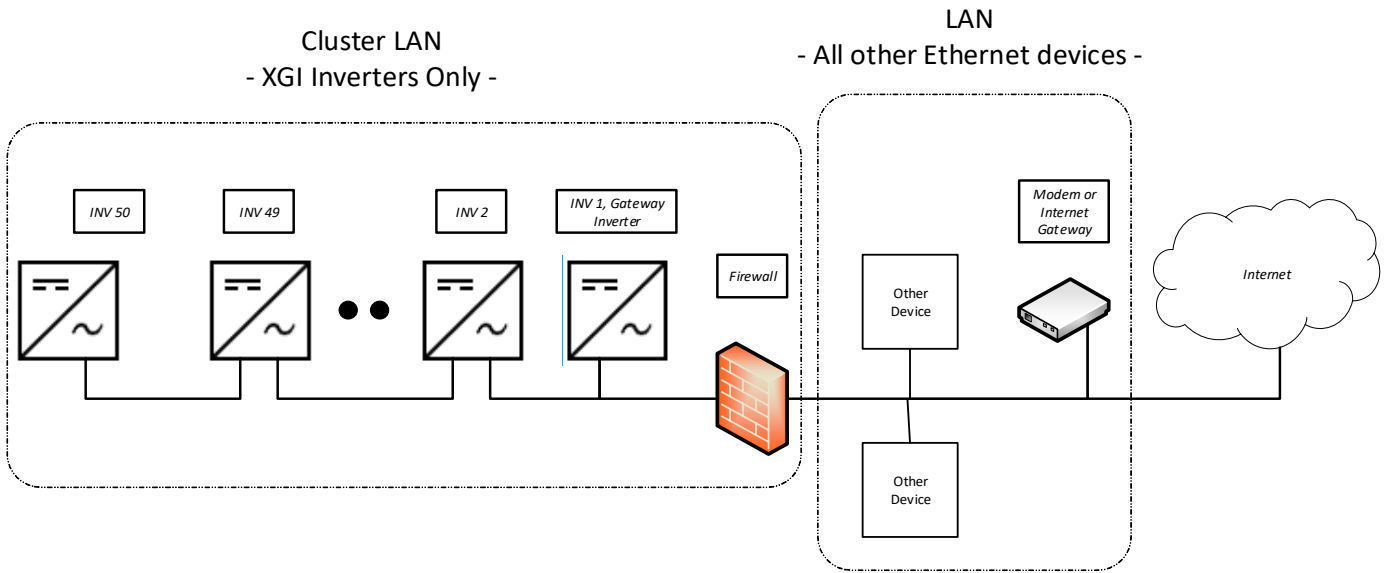 Cluster LAN
- XGI Inverters Only -
LAN
- All other Ethernet devices -
INV 50
INV 49
INV 2
INV 1, Gateway
Inverter
Firewall
Modem or
Internet
Gateway
Other
Device
Internet
Other
Device